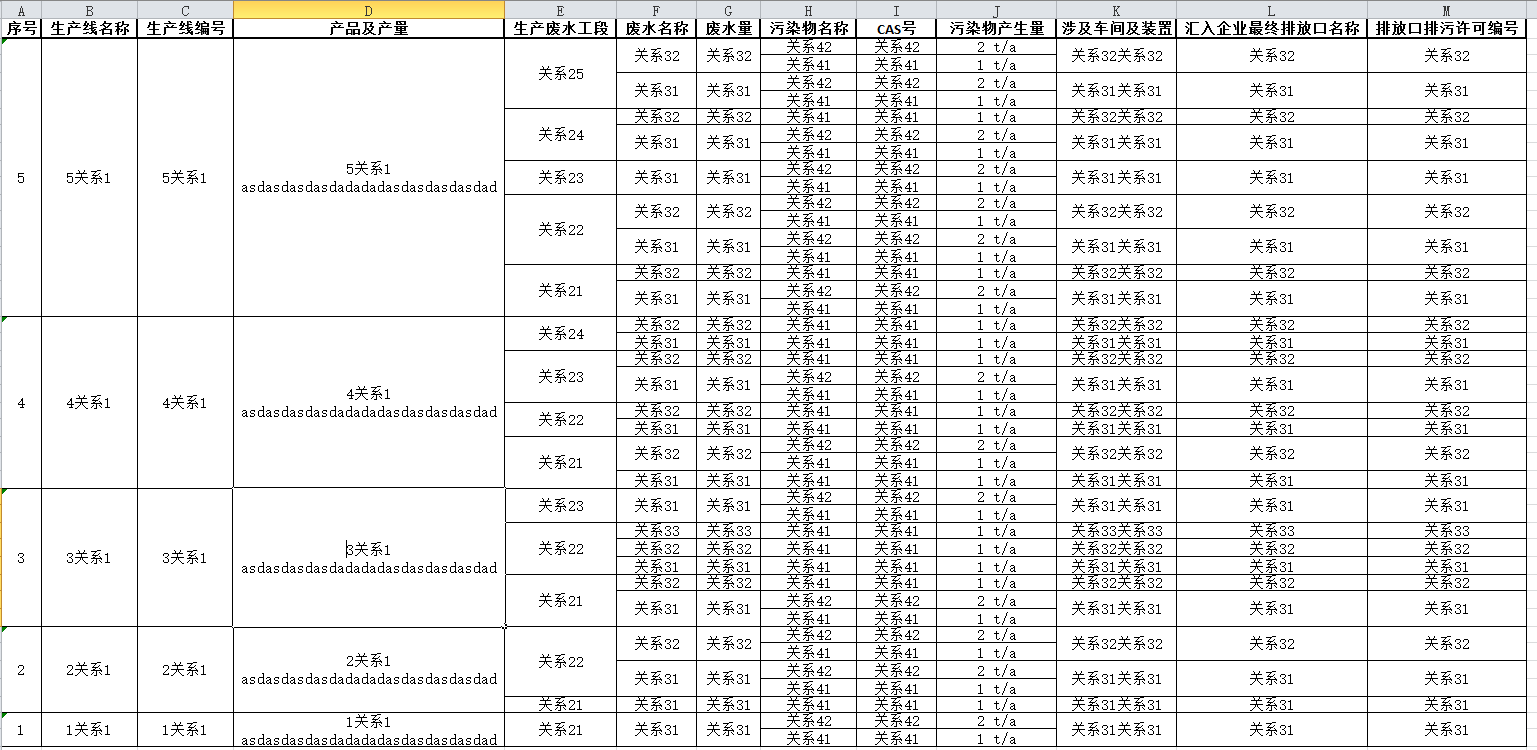 A B C D E F G H I J K L M
序号 生产线名称 生产线编号 产品及产量 生产废水工段 废水名称 废水量 污染物名称 CAS号 污染物产生量 涉及车间及装置 汇入企业最终排放口名称 排放口排污许可编号
5 5关系1 5关系1 5关系1
asdasdasdasdadadadasdasdasdasdad
关系25 关系32 关系32 关系42 关系42 2 t/a 关系32关系32 关系32 关系32
关系41 关系41 1 t/a
关系31 关系31 关系42 关系42 2 t/a 关系31关系31 关系31 关系31
关系41 关系41 1 t/a
关系24 关系32 关系32 关系41 关系41 1 t/a 关系32关系32 关系32 关系32
关系31 关系31 关系42 关系42 2 t/a 关系31关系31 关系31 关系31
关系41 关系41 1 t/a
关系23 关系31 关系31 关系42 关系42 2 t/a 关系31关系31 关系31 关系31
关系41 关系41 1 t/a
关系22 关系32 关系32 关系42 关系42 2 t/a 关系32关系32 关系32 关系32
关系41 关系41 1 t/a
关系31 关系31 关系42 关系42 2 t/a 关系31关系31 关系31 关系31
关系41 关系41 1 t/a
关系21 关系32 关系32 关系41 关系41 1 t/a 关系32关系32 关系32 关系32
关系31 关系31 关系42 关系42 2 t/a 关系31关系31 关系31 关系31
关系41 关系41 1 t/a
4 4关系1 4关系1 4关系1
asdasdasdasdadadadasdasdasdasdad
关系24 关系32 关系32 关系41 关系41 1 t/a 关系32关系32 关系32 关系32
关系31 关系31 关系41 关系41 1 t/a 关系31关系31 关系31 关系31
关系23 关系32 关系32 关系41 关系41 1 t/a 关系32关系32 关系32 关系32
关系31 关系31 关系42 关系42 2 t/a 关系31关系31 关系31 关系31
关系41 关系41 1 t/a
关系22 关系32 关系32 关系41 关系41 1 t/a 关系32关系32 关系32 关系32
关系31 关系31 关系41 关系41 1 t/a 关系31关系31 关系31 关系31
关系21 关系32 关系32 关系42 关系42 2 t/a 关系32关系32 关系32 关系32
关系41 关系41 1 t/a
关系31 关系31 关系41 关系41 1 t/a 关系31关系31 关系31 关系31
3 3关系1 3关系1 3关系1
asdasdasdasdadadadasdasdasdasdad
关系23 关系31 关系31 关系42 关系42 2 t/a 关系31关系31 关系31 关系31
关系41 关系41 1 t/a
关系22 关系33 关系33 关系41 关系41 1 t/a 关系33关系33 关系33 关系33
关系32 关系32 关系41 关系41 1 t/a 关系32关系32 关系32 关系32
关系31 关系31 关系41 关系41 1 t/a 关系31关系31 关系31 关系31
关系21 关系32 关系32 关系41 关系41 1 t/a 关系32关系32 关系32 关系32
关系31 关系31 关系42 关系42 2 t/a 关系31关系31 关系31 关系31
关系41 关系41 1 t/a
2 2关系1 2关系1 2关系1
asdasdasdasdadadadasdasdasdasdad
关系22 关系32 关系32 关系42 关系42 2 t/a 关系32关系32 关系32 关系32
关系41 关系41 1 t/a
关系31 关系31 关系42 关系42 2 t/a 关系31关系31 关系31 关系31
关系41 关系41 1 t/a
关系21 关系31 关系31 关系41 关系41 1 t/a 关系31关系31 关系31 关系31
1 1关系1 1关系1 1关系1
asdasdasdasdadadadasdasdasdasdad
关系21 关系31 关系31 关系42 关系42 2 t/a 关系31关系31 关系31 关系31
关系41 关系41 1 t/a